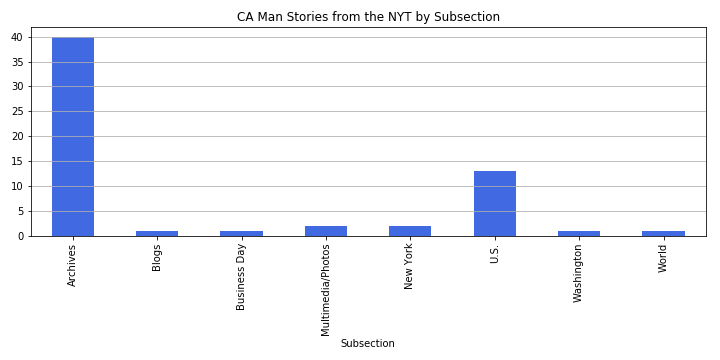 CA Man Stories from the NYT by Subsection
40
35
30
25
20
15
10
5
0
Archives
Blogs
Business Day
Multimedia/Photos
New York
U.S.
Washington
World
Subsection